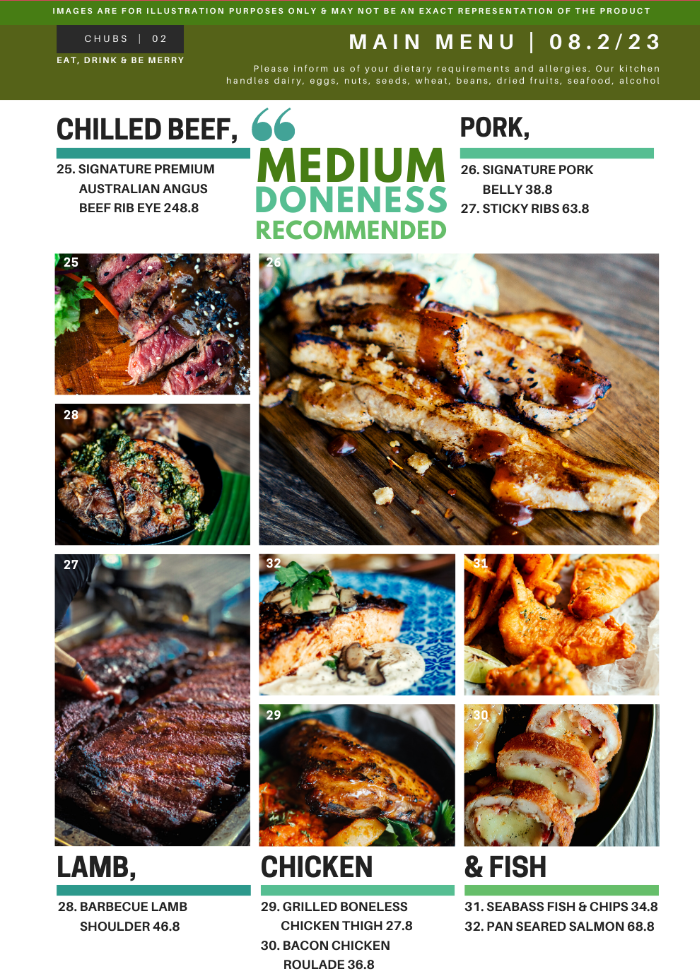 IMAGES ARE FOR ILLUSTRATION PURPOSES ONLY & MAY NOT BE AN EXACT REPRESENTATION OF THE PRODUCT
CHUBS | 02
EAT, DRINK & BE MERRY
MAIN MENU | 08.2/23
Please inform us of your dietary requirements and allergies. Our kitchen
handles dairy, eggs, nuts, seeds, wheat, beans, dried fruits, seafood, alcohol
CHILLED BEEF,
25. SIGNATURE PREMIUM
AUSTRALIAN ANGUS
BEEF RIB EYE 248.8
“
MEDIUM
DONENESS
RECOMMENDED
PORK,
26. SIGNATURE PORK
BELLY 38.8
27. STICKY RIBS 63.8
25
26
28
27
32
31
29
30
LAMB,
28. BARBECUE LAMB
SHOULDER 46.8
CHICKEN
29. GRILLED BONELESS
CHICKEN THIGH 27.8
30. BACON CHICKEN
ROULADE 36.8
& FISH
31. SEABASS FISH & CHIPS 34.8
32. PAN SEARED SALMON 68.8